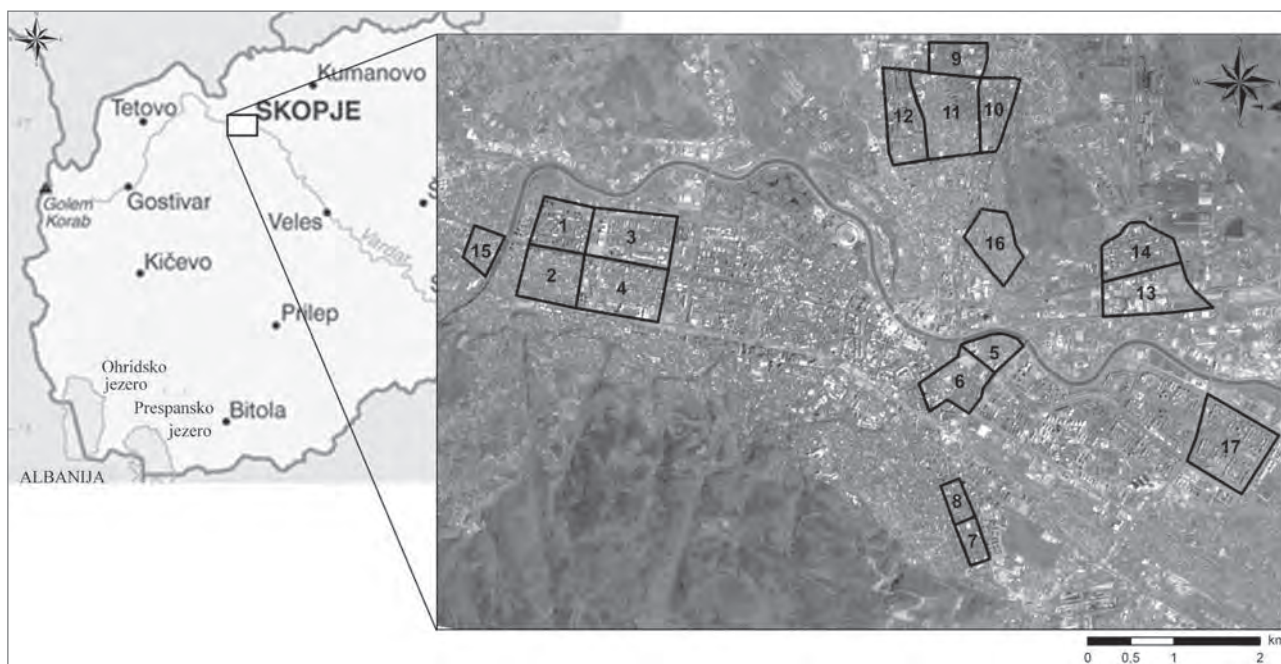 Kumanovo
Tetovo
SKOPJE
Golem
Korab
Gostivar
Veles
Vardar
Kičevo
Prilep
Ohridsko
jezero
Prespansko
jezero
Bitola
ALBANIJA
9
12
11
10
1
3
15
2
4
16
14
13
5
6
17
8
7
km
0 0,5 1 2